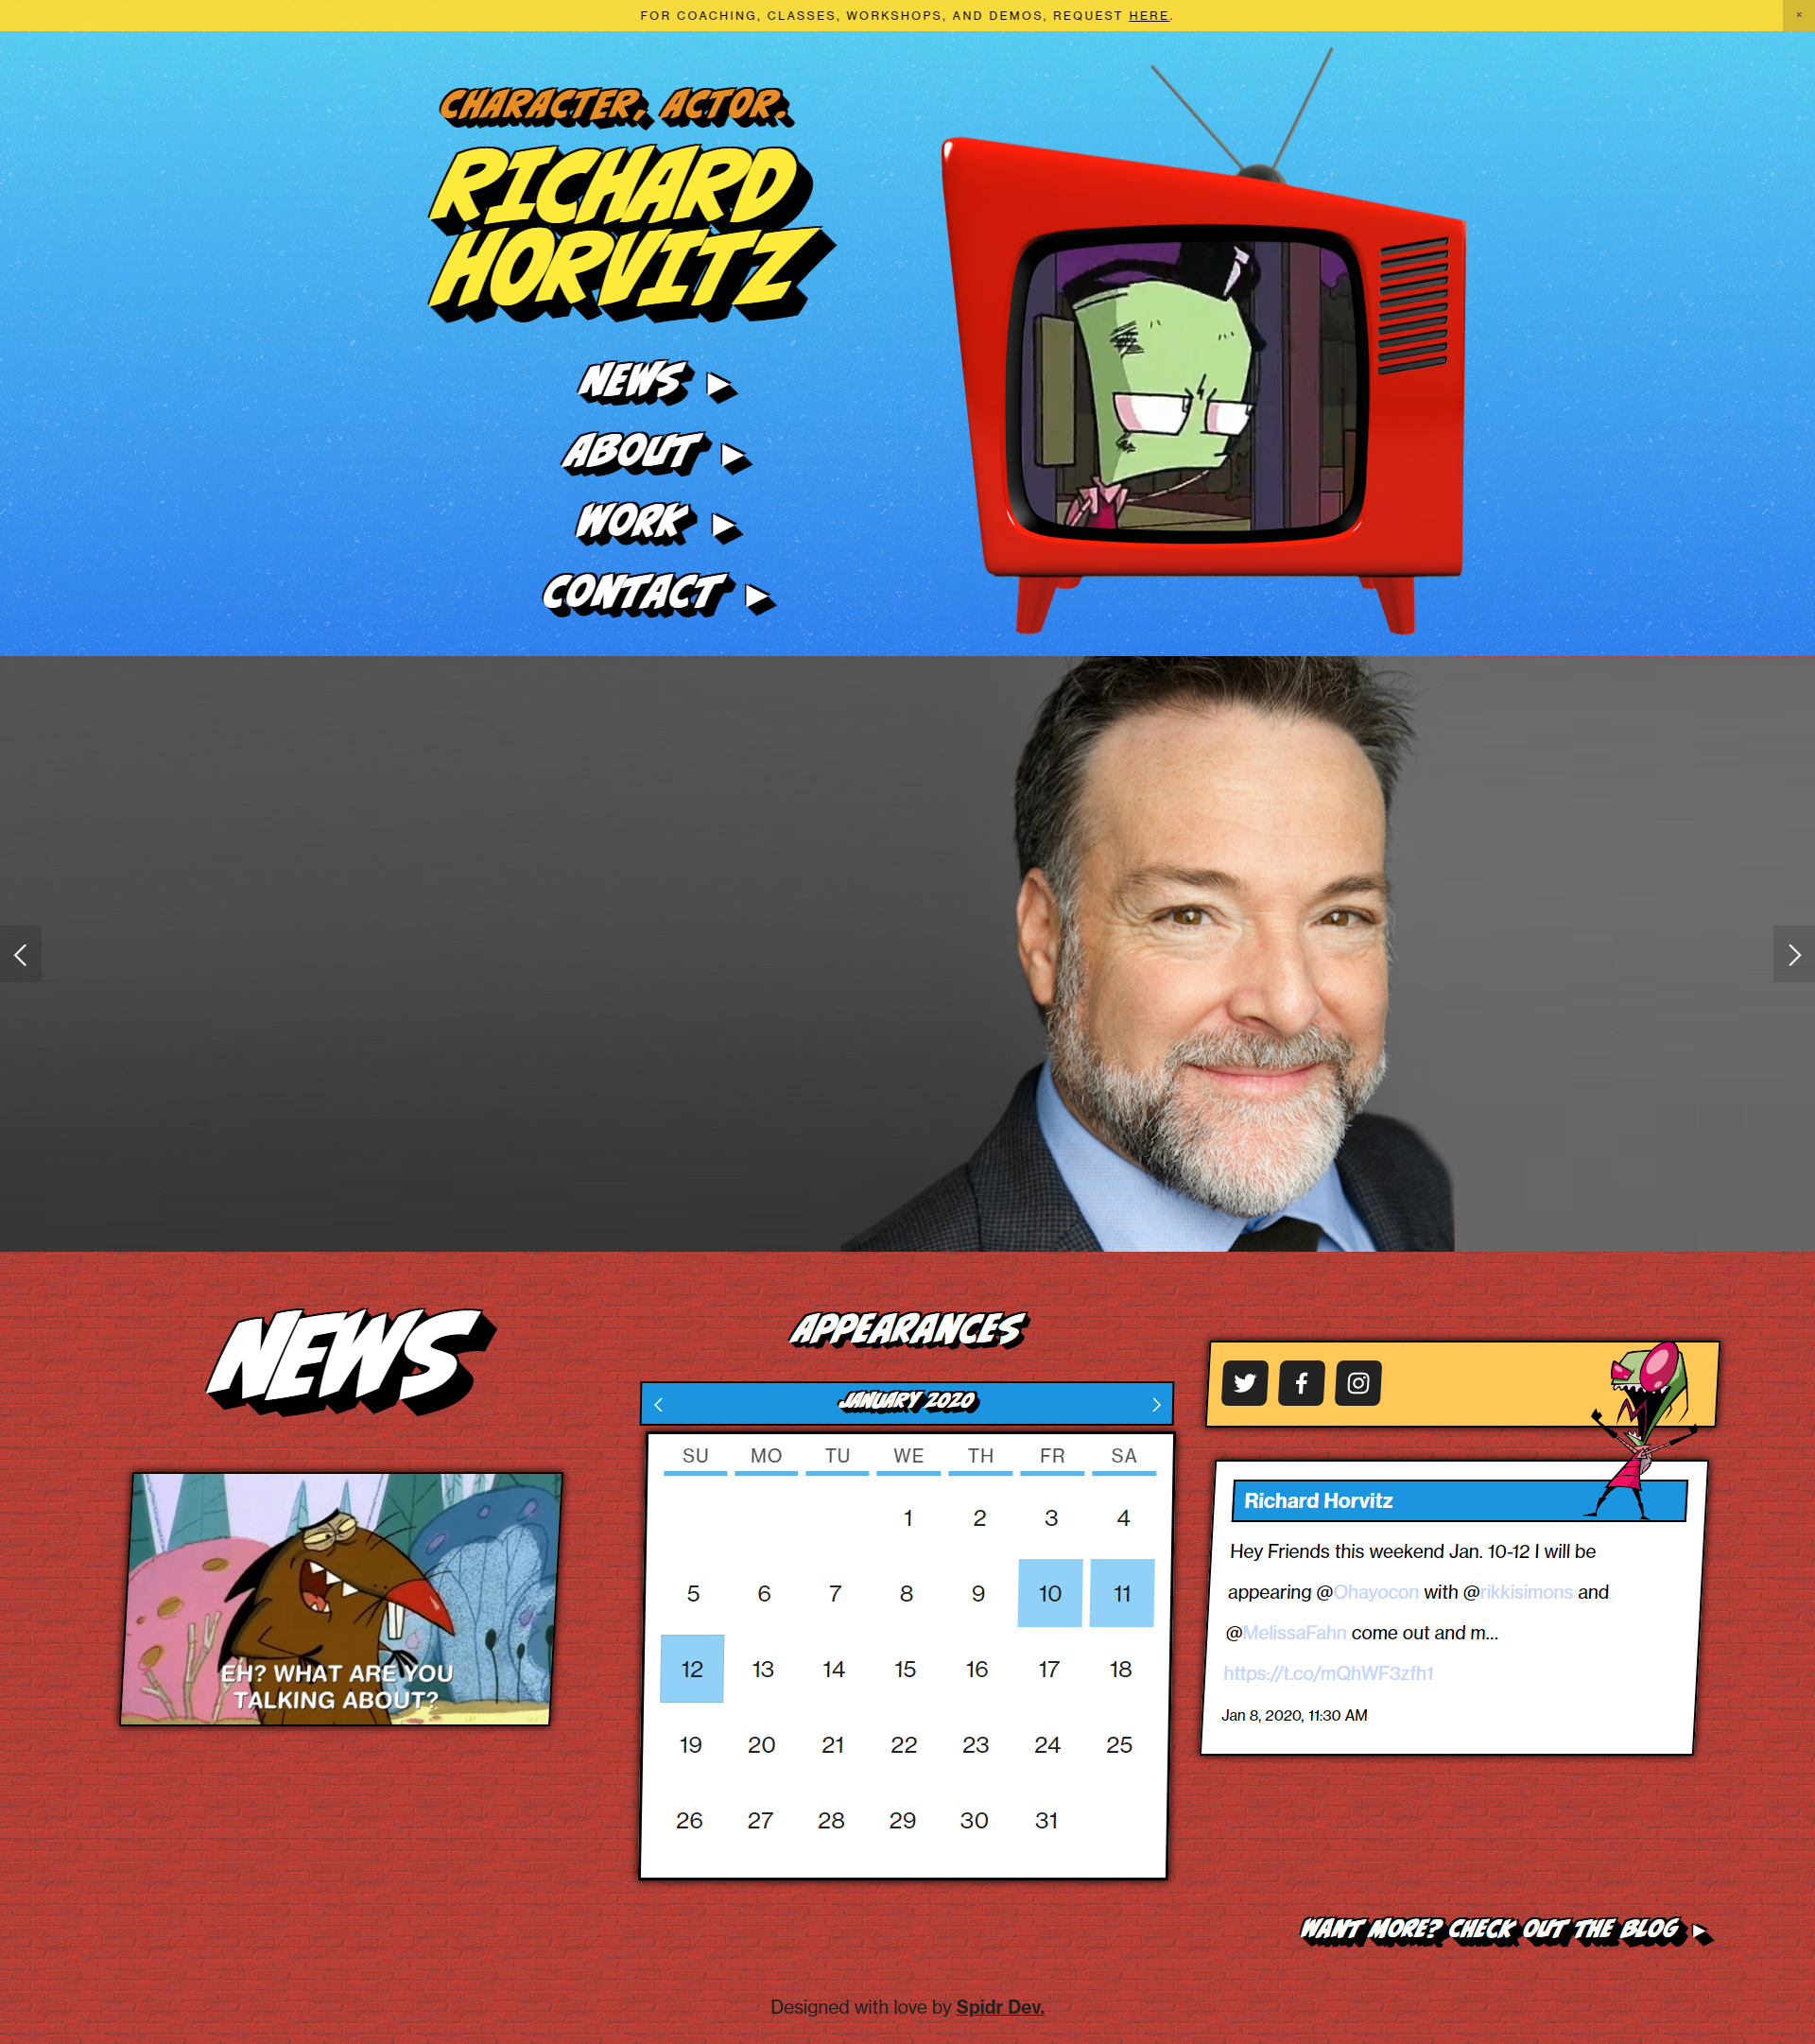 FOR COACHING, CLASSES, WORKSHOPS, AND DEMOS, REQUEST HERE.
×
CHARACTER, ACTOR.
RICHARD
HORVITZ
NEWS ▶
ABOUT ▶
WORK ▶
CONTACT ▶
NEWS
EH? WHAT ARE YOU
TALKING ABOUT?
APPEARANCES
JANUARY 2020
SU MO TU WE TH FR SA
1 2 3 4
5 6 7 8 9 10 11
12 13 14 15 16 17 18
19 20 21 22 23 24 25
26 27 28 29 30 31
Richard Horvitz
Hey Friends this weekend Jan. 10-12 I will be
appearing @Ohayocon with @rikkisimons and
@MelissaFahn come out and m…
https://t.co/mQhWF3zfh1
Jan 8, 2020, 11:30 AM
WANT MORE? CHECK OUT THE BLOG ▶
Designed with love by Spidr Dev.